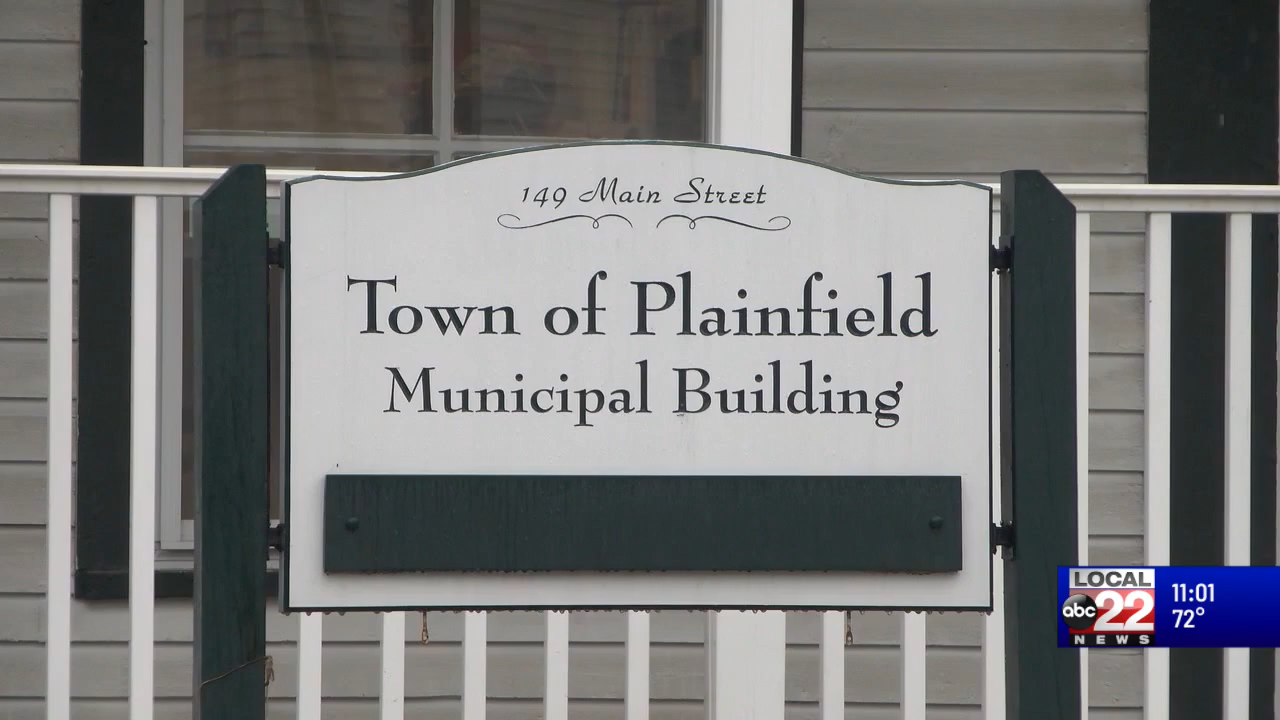 149 Main Street
Town of Plainfield
Municipal Building
LOCAL
abc 22
NEWS
11:01
72°